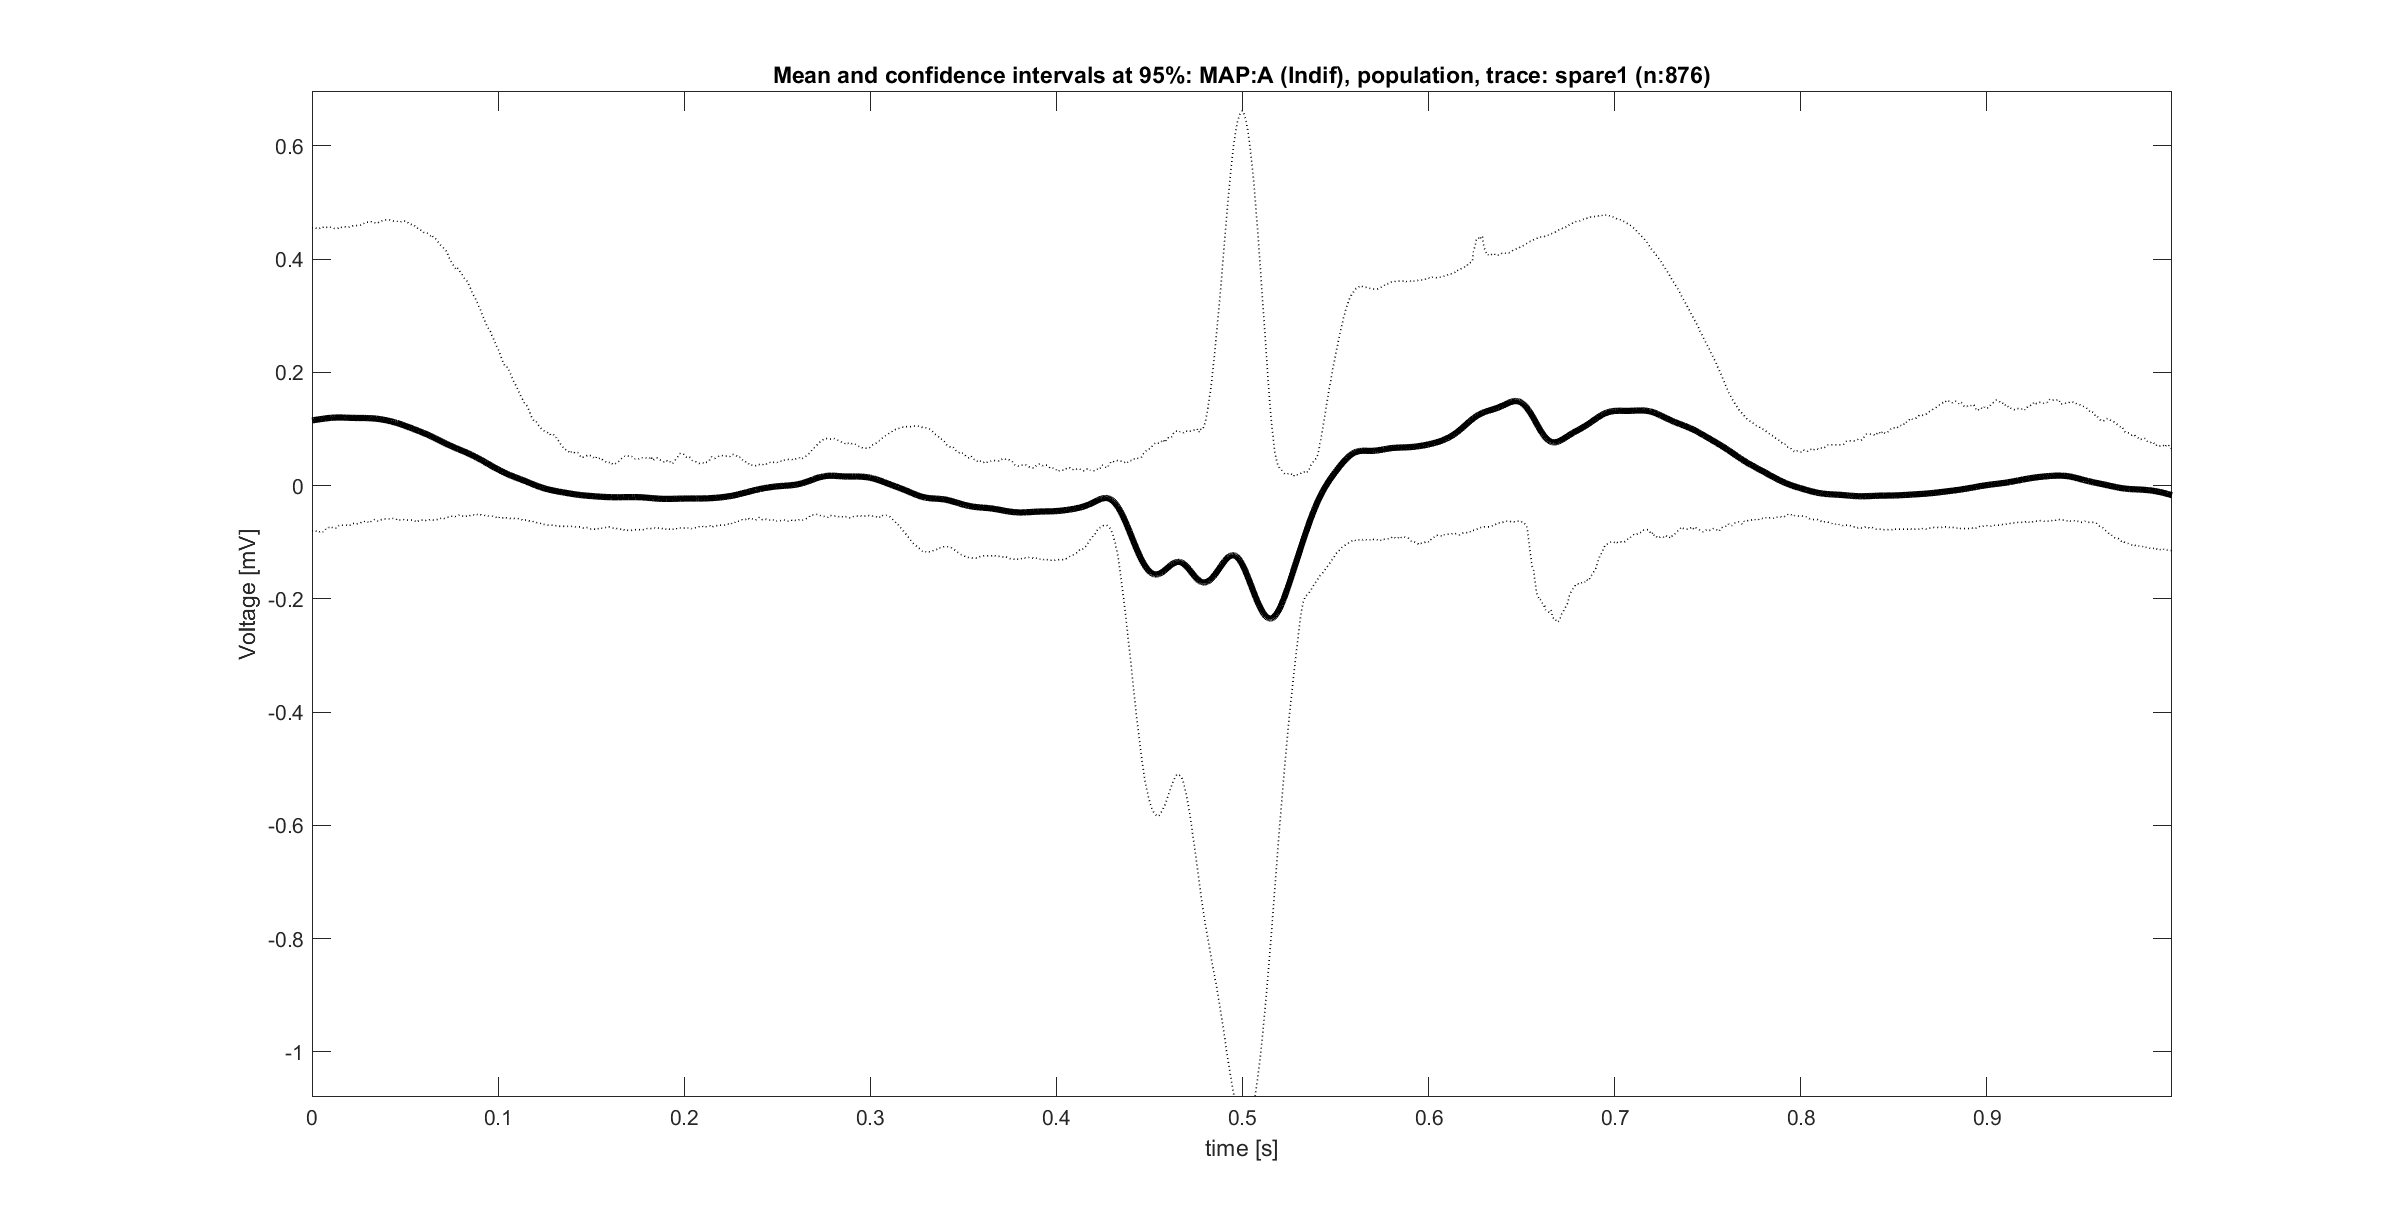 Mean and confidence intervals at 95%: MAP:A (Indif), population, trace: spare1 (n:876)
0.6
0.4
0.2
0
-0.2
-0.4
-0.6
-0.8
-1
Voltage [mV]
0 0.1 0.2 0.3 0.4 0.5 0.6 0.7 0.8 0.9
time [s]